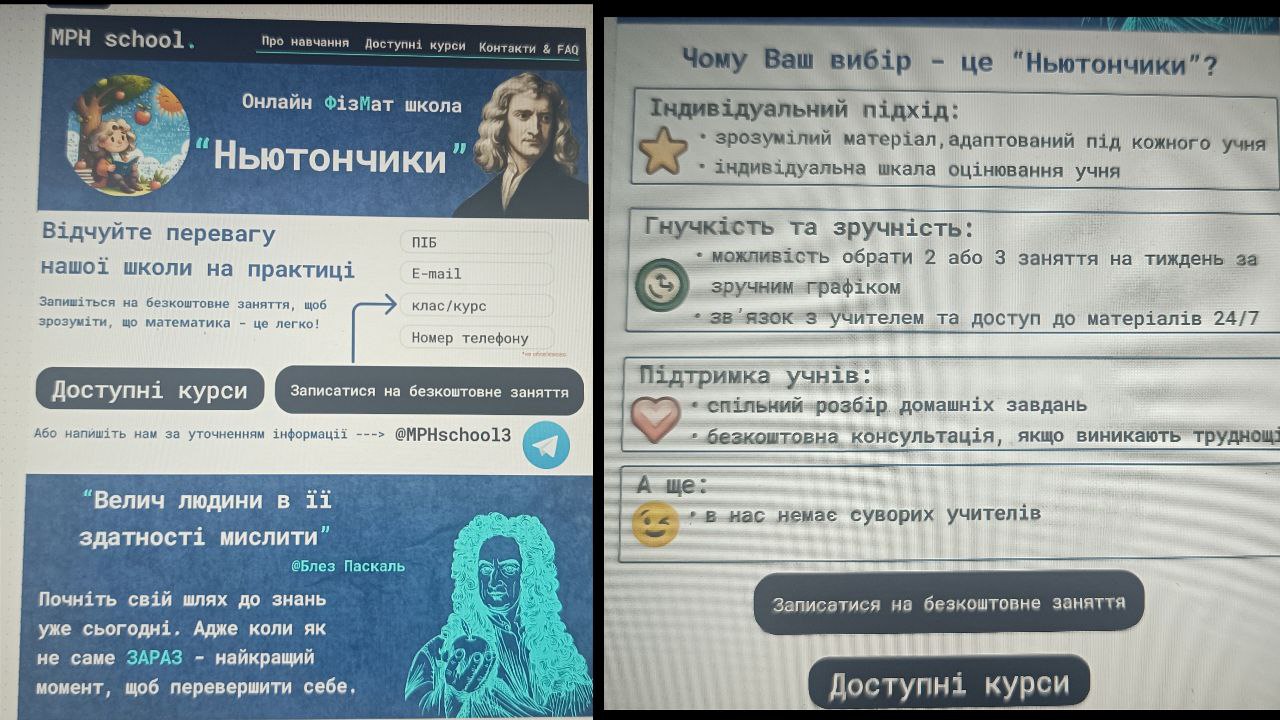 MPH school.
Про навчання Доступні курси Контакти & FAQ
Онлайн ФізМат школа
“Ньютончики”
Відчуйте перевагу
нашої школи на практиці
Запишіться на безкоштовне заняття, щоб
зрозуміти, що математика - це легко!
ПІБ
E-mail
клас/курс
Номер телефону
*не обов'язково
Доступні курси
Записатися на безкоштовне заняття
Або напишіть нам за уточненням інформації ---> @MPHschool3
“Велич людини в її
здатності мислити”
@Блез Паскаль
Почніть свій шлях до знань
уже сьогодні. Адже коли як
не саме ЗАРАЗ - найкращий
момент, щоб перевершити себе.
Чому Ваш вибір - це “Ньютончики”?
Індивідуальний підхід:
• зрозумілий матеріал,адаптований під кожного учня
• індивідуальна шкала оцінювання учня
Гнучкість та зручність:
• можливість обрати 2 або 3 заняття на тиждень за
зручним графіком
• зв'язок з учителем та доступ до матеріалів 24/7
Підтримка учнів:
• спільний розбір домашніх завдань
• безкоштовна консультація, якщо виникають труднощі
А ще:
• в нас немає суворих учителів
Записатися на безкоштовне заняття
Доступні курси